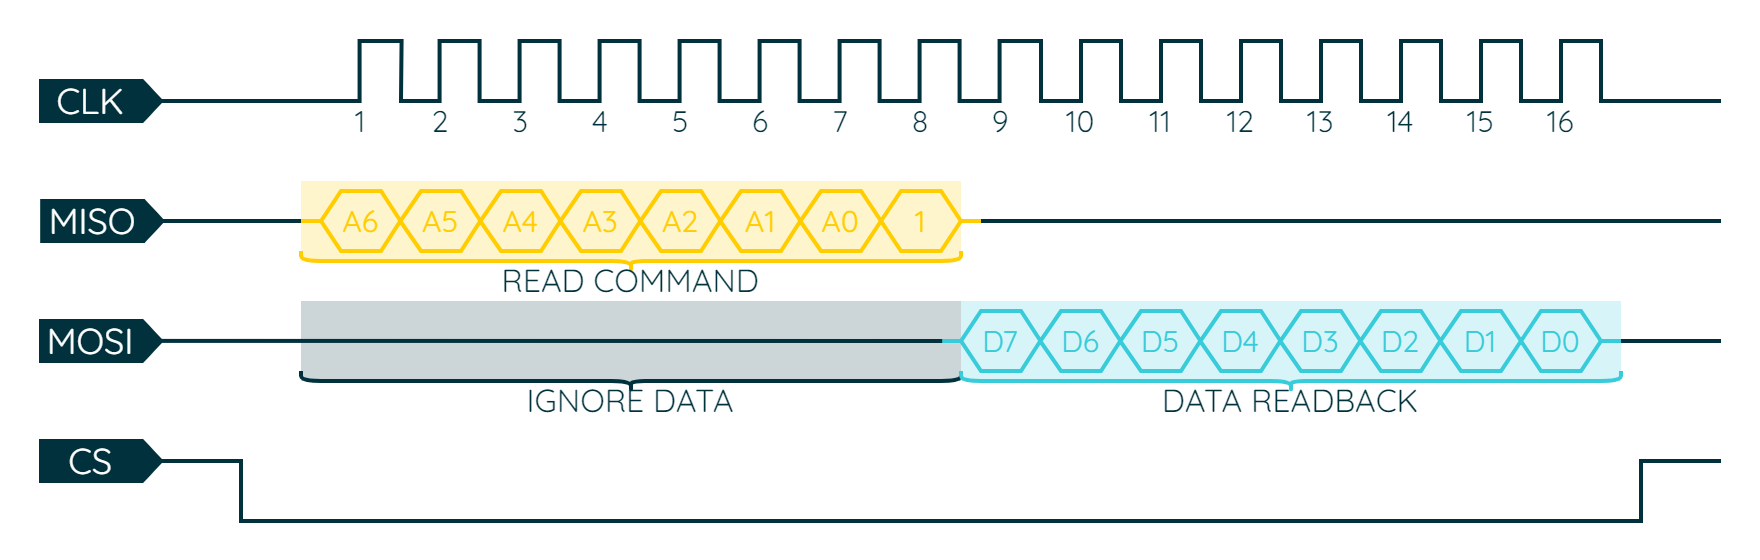 CLK
1 2 3 4 5 6 7 8 9 10 11 12 13 14 15 16
MISO
A6 A5 A4 A3 A2 A1 A0 1
READ COMMAND
MOSI
D7 D6 D5 D4 D3 D2 D1 D0
IGNORE DATA
DATA READBACK
CS